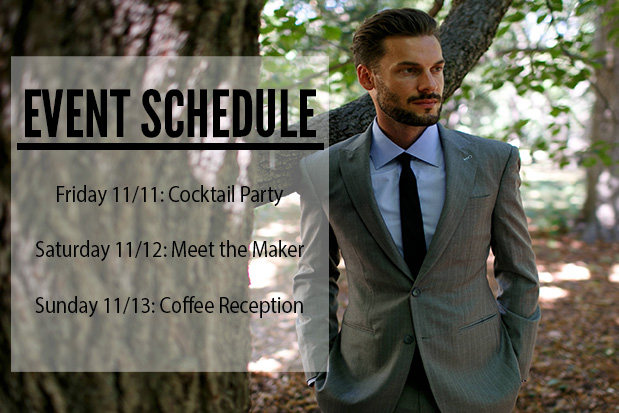 EVENT SCHEDULE
Friday 11/11: Cocktail Party
Saturday 11/12: Meet the Maker
Sunday 11/13: Coffee Reception